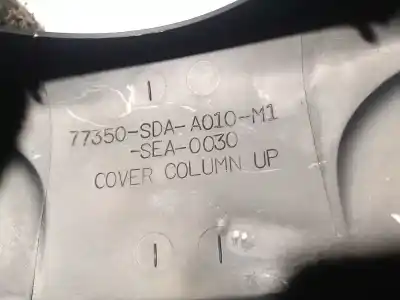 77350-SDA-A010-M1
-SEA-0030
COVER COLUMN UP